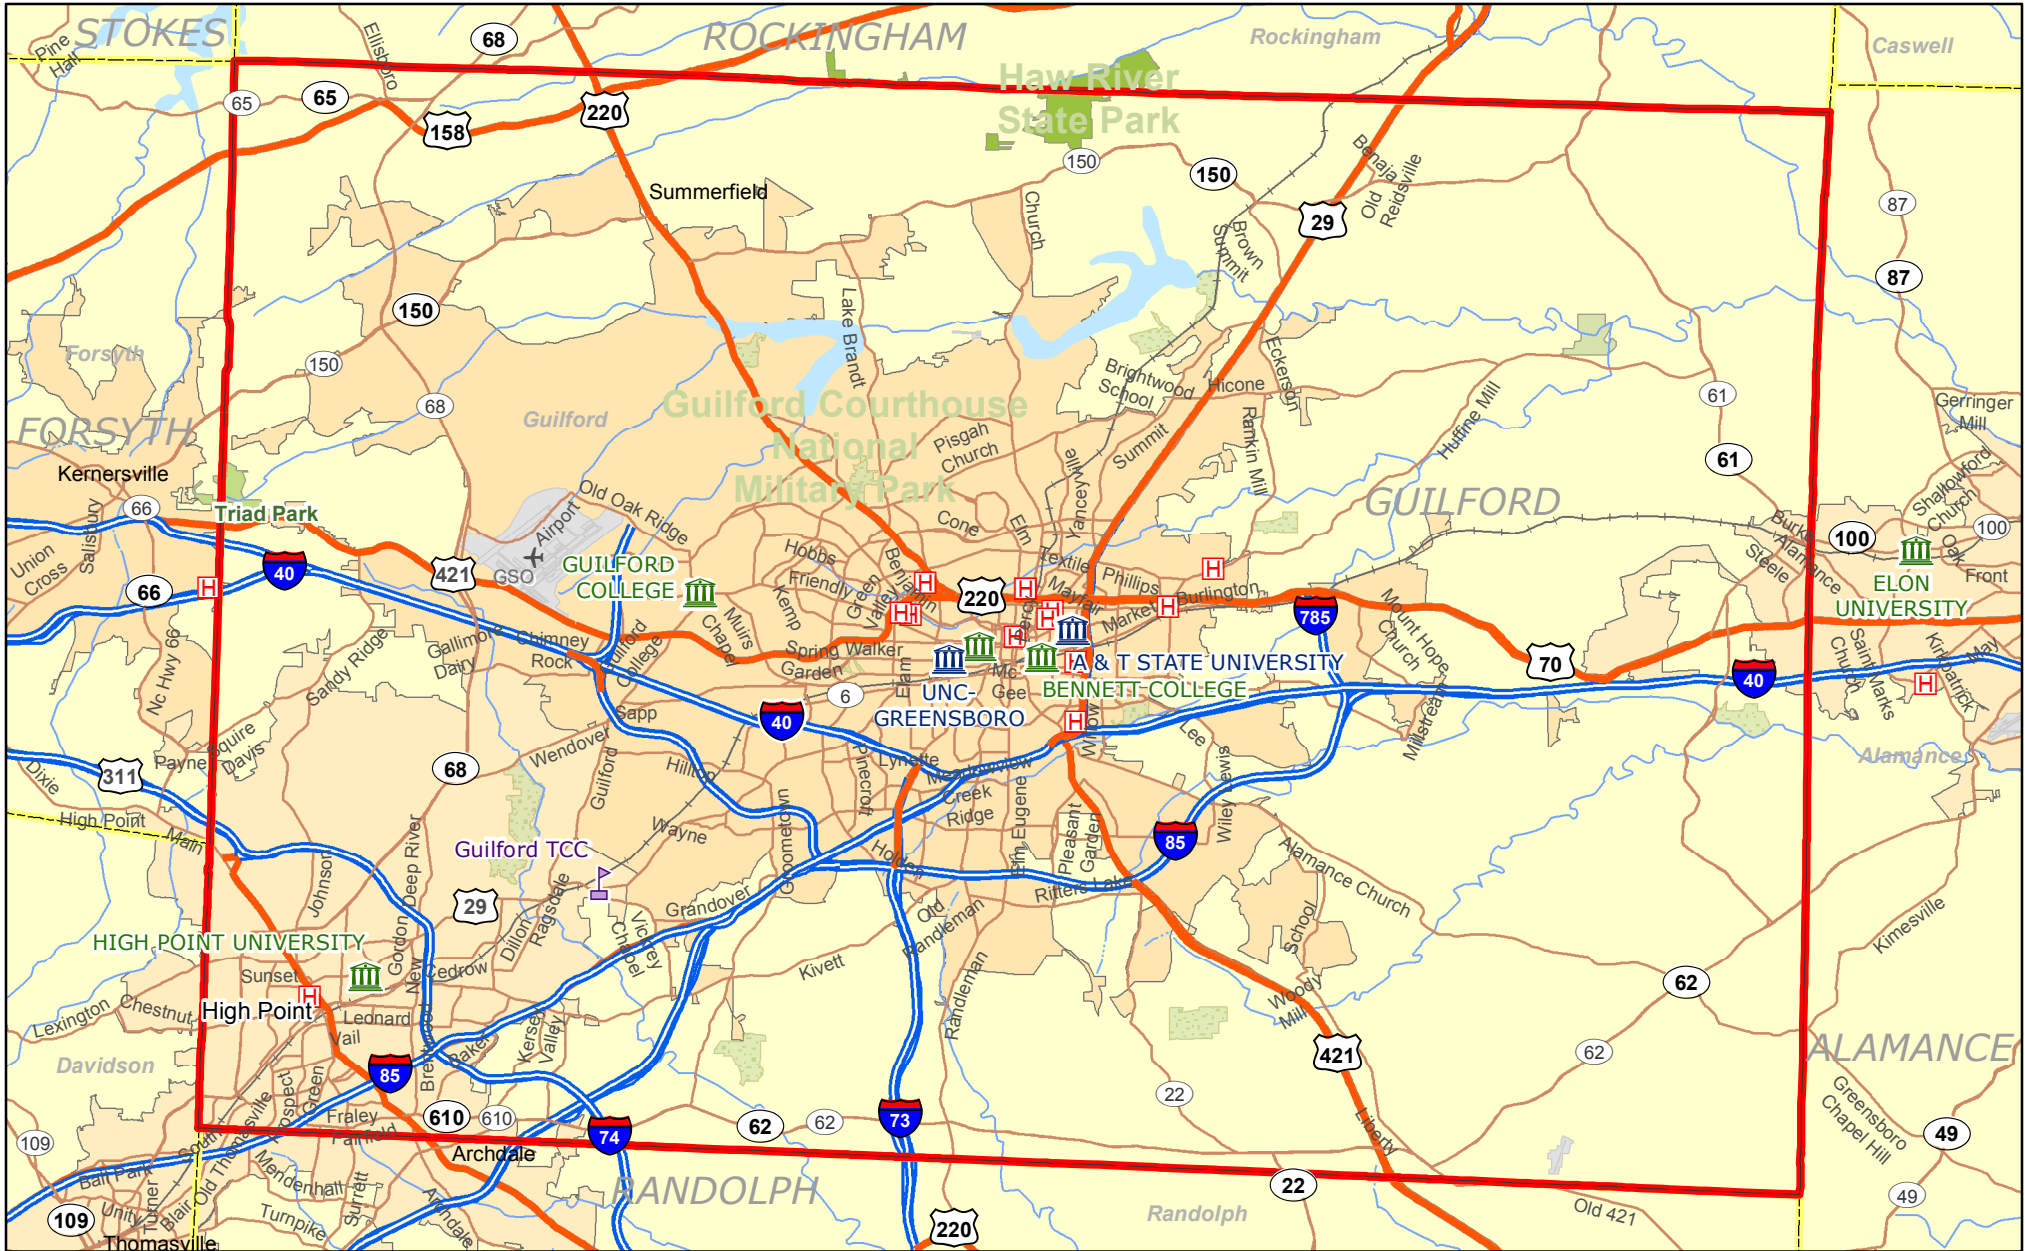 STOKES
ROCKINGHAM
Rockingham
Caswell
Pine
Hall
Ellisboro
68
65
65
158
220
Haw River
State Park
150
150
Benaja
Old
Reidsville
29
Summerfield
Church
Brown
Summit
87
87
150
150
68
Forsyth
FORSYTH
Guilford
Lake Brandt
Guilford Courthouse
National
Military Park
Pisgah
Church
Brightwood
School
Hicone
Eckerson
Rankin Mill
Summit
Yanceyville
Huffine Mill
61
61
Gerringer
Mill
GUILFORD
Kernersville
Salisbury
66
Triad Park
Union
Cross
66
40
421
Airport
GSO
Old Oak Ridge
GUILFORD
COLLEGE
Hobbs
Friendly
Kemp
Green
Valley
Benjamin
Cone
Elm
Textile
Phillips
Mayfair
Market
Burlington
220
785
Mount Hope
Church
70
Burke
Alamance
Steele
Shallowford
Church
Oak
100
100
Front
ELON
UNIVERSITY
Saint Marks
Church
Kirkpatrick
May
40
Alamance
Nc Hwy 66
Sandy Ridge
Gallimore
Dairy
Chimney
Rock
Guilford
College
Muirs
Chapel
Spring
Walker
Garden
Elam
Mc
Gee
A & T STATE UNIVERSITY
BENNETT COLLEGE
UNC-
GREENSBORO
6
40
Sapp
Wendover
Guilford
Hilltop
Pinecroft
Lynette
Meadowview
Creek
Ridge
Willow
Lee
Wiley Lewis
Millstream
311
Dixie
Payne
Squire
Davis
68
High Point
Main
Johnson
Deep River
Gordon
New
Wayne
Groometown
Holden
Elm Eugene
Pleasant
Garden
85
Ritters Lake
Alamance Church
Guilford TCC
29
Ragsdale
Dillon
Vickrey
Chapel
Grandover
Old
Randleman
Randleman
School
Woody
Mill
Kimesville
62
HIGH POINT UNIVERSITY
Sunset
Cedrow
Kivett
Lexington
Chestnut
High Point
Leonard
Vail
Brentwood
Baker
Kersey
Valley
Davidson
85
Prospect
Green
Fraley
Fairfield
610
610
74
62
62
73
22
421
62
ALAMANCE
Greensboro
Chapel Hill
49
49
109
South
Old Thomasville
Ball Park
Turner
Blair
Unity
109
Thomasville
Mendenhall
Turnpike
Surrett
Archdale
Archdale
RANDOLPH
Randolph
220
22
Liberty
Old 421
H
H
H
H
H
H
H
H
H
H
H
H
H